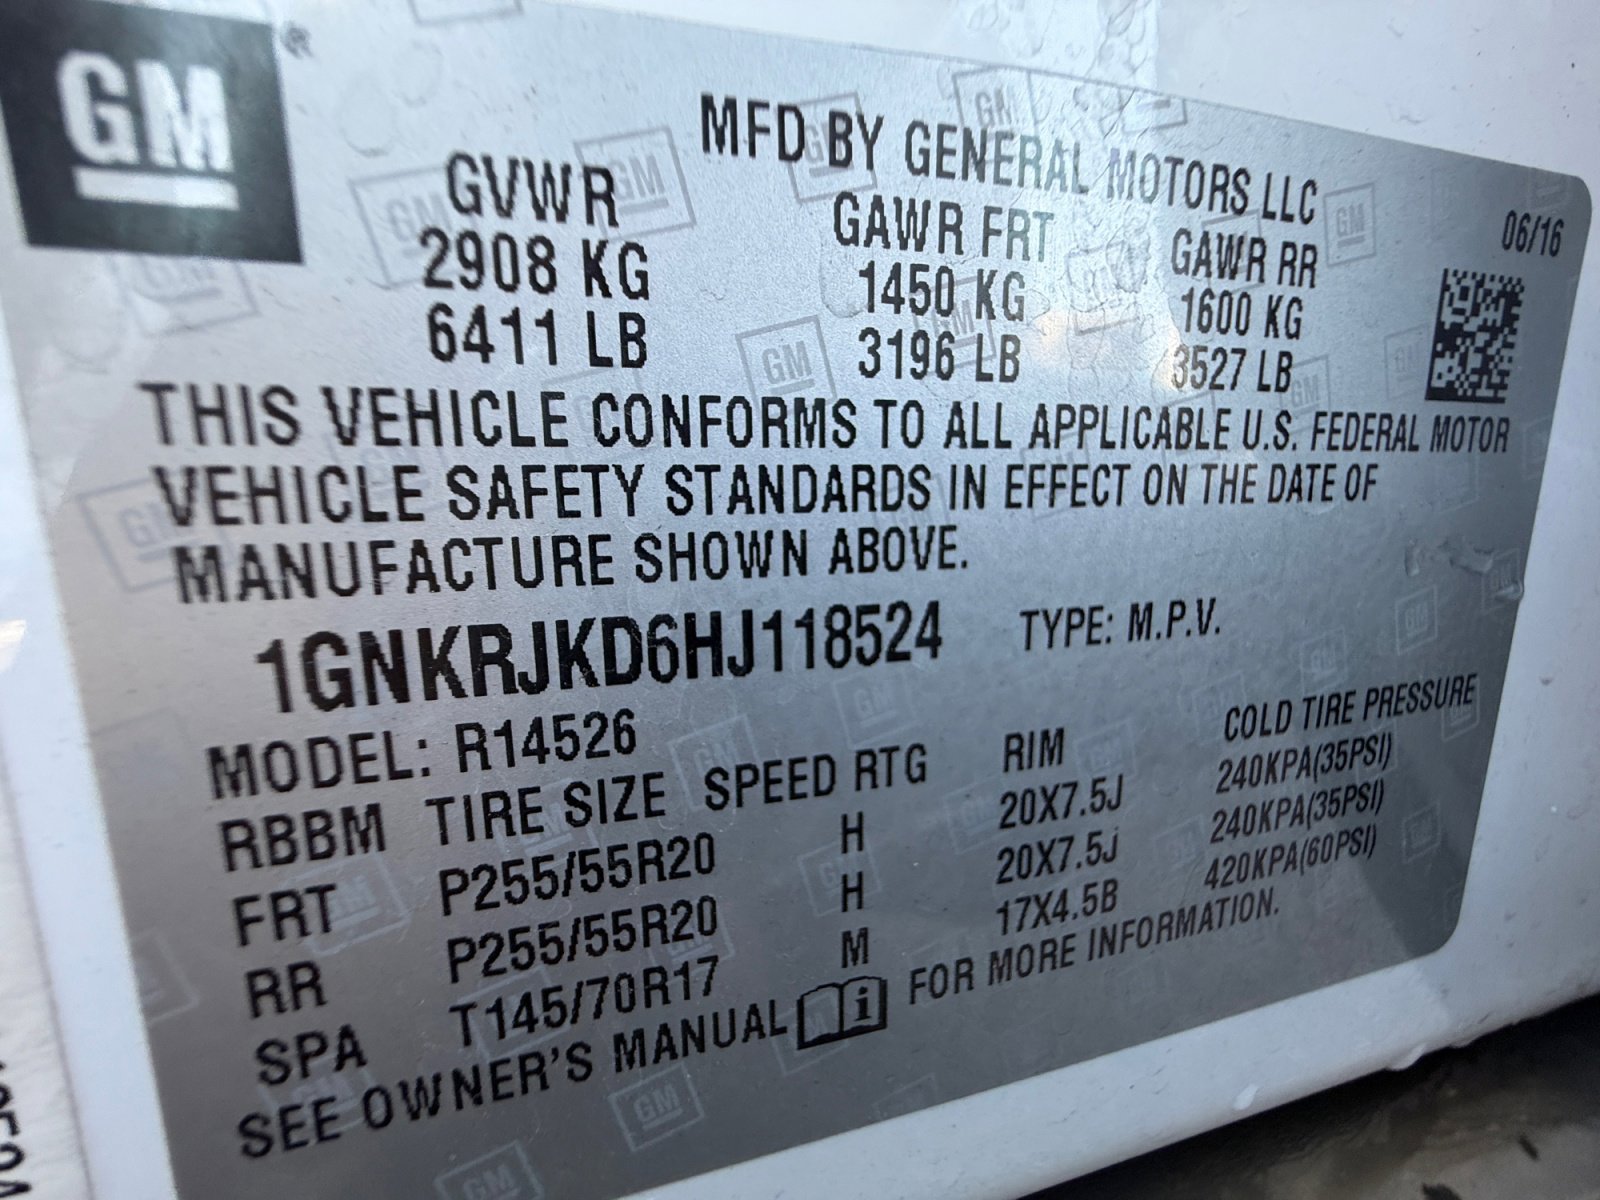 GM ®
MFD BY GENERAL MOTORS LLC
06/16
GVWR GAWR FRT GAWR RR
2908 KG 1450 KG 1600 KG
6411 LB 3196 LB 3527 LB
THIS VEHICLE CONFORMS TO ALL APPLICABLE U.S. FEDERAL MOTOR
VEHICLE SAFETY STANDARDS IN EFFECT ON THE DATE OF
MANUFACTURE SHOWN ABOVE.
1GNKRJKD6HJ118524 TYPE: M.P.V.
MODEL: R14526
RBBM TIRE SIZE SPEED RTG RIM COLD TIRE PRESSURE
FRT P255/55R20 H 20X7.5J 240KPA(35PSI)
RR P255/55R20 H 20X7.5J 240KPA(35PSI)
SPA T145/70R17 M 17X4.5B 420KPA(60PSI)
SEE OWNER'S MANUAL i FOR MORE INFORMATION.